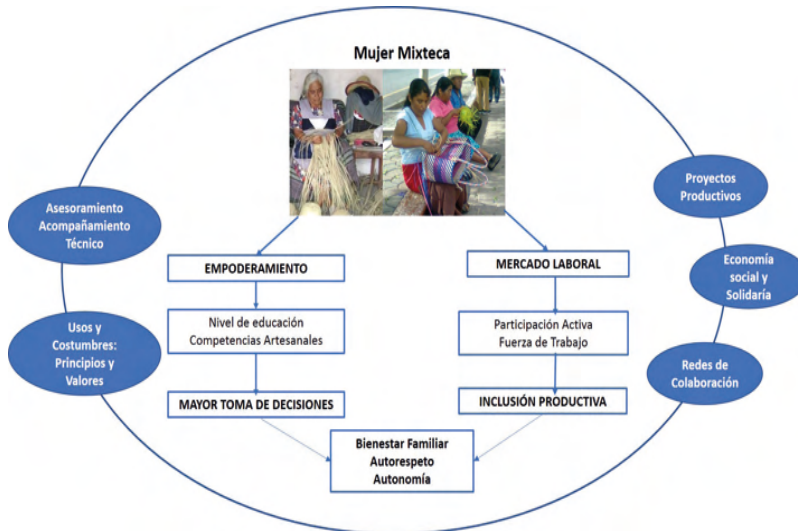 Mujer Mixteca
Asesoramiento
Acompañamiento
Técnico
Usos y
Costumbres:
Principios y
Valores
EMPODERAMIENTO
Nivel de educación
Competencias Artesanales
MAYOR TOMA DE DECISIONES
MERCADO LABORAL
Participación Activa
Fuerza de Trabajo
INCLUSIÓN PRODUCTIVA
Bienestar Familiar
Autorespeto
Autonomía
Proyectos
Productivos
Economía
social y
Solidaría
Redes de
Colaboración